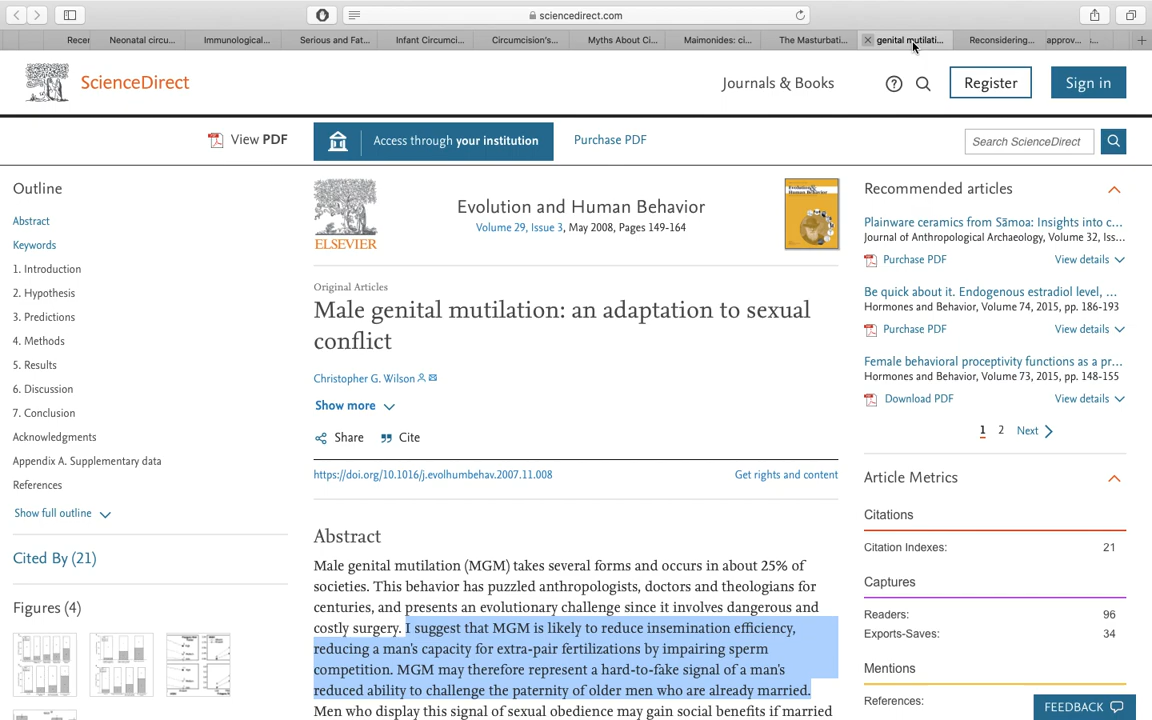 sciencedirect.com
Recer
Neonatal circu...
Immunological...
Serious and Fat...
Infant Circumci...
Circumcision's...
Myths About Ci...
Maimonides: ci...
The Masturbati...
genital mutilati...
Reconsidering...
approv...
ScienceDirect
Journals & Books
Register
Sign in
View PDF
Access through your institution
Purchase PDF
Search ScienceDirect
Outline
Abstract
Keywords
1. Introduction
2. Hypothesis
3. Predictions
4. Methods
5. Results
6. Discussion
7. Conclusion
Acknowledgments
Appendix A. Supplementary data
References
Show full outline
Cited By (21)
Figures (4)
ELSEVIER
Evolution and Human Behavior
Volume 29, Issue 3, May 2008, Pages 149-164
Original Articles
Male genital mutilation: an adaptation to sexual
conflict
Christopher G. Wilson
Show more
Share
Cite
https://doi.org/10.1016/j.evolhumbehav.2007.11.008
Get rights and content
Abstract
Male genital mutilation (MGM) takes several forms and occurs in about 25% of
societies. This behavior has puzzled anthropologists, doctors and theologians for
centuries, and presents an evolutionary challenge since it involves dangerous and
costly surgery. I suggest that MGM is likely to reduce insemination efficiency,
reducing a man's capacity for extra-pair fertilizations by impairing sperm
competition. MGM may therefore represent a hard-to-fake signal of a man's
reduced ability to challenge the paternity of older men who are already married.
Men who display this signal of sexual obedience may gain social benefits if married
Recommended articles
Plainware ceramics from Sāmoa: Insights into c...
Journal of Anthropological Archaeology, Volume 32, Iss...
Purchase PDF
View details
Be quick about it. Endogenous estradiol level, ...
Hormones and Behavior, Volume 74, 2015, pp. 186-193
Purchase PDF
View details
Female behavioral proceptivity functions as a pr...
Hormones and Behavior, Volume 73, 2015, pp. 148-155
Download PDF
View details
1 2 Next
Article Metrics
Citations
Citation Indexes: 21
Captures
Readers: 96
Exports-Saves: 34
Mentions
References:
FEEDBACK